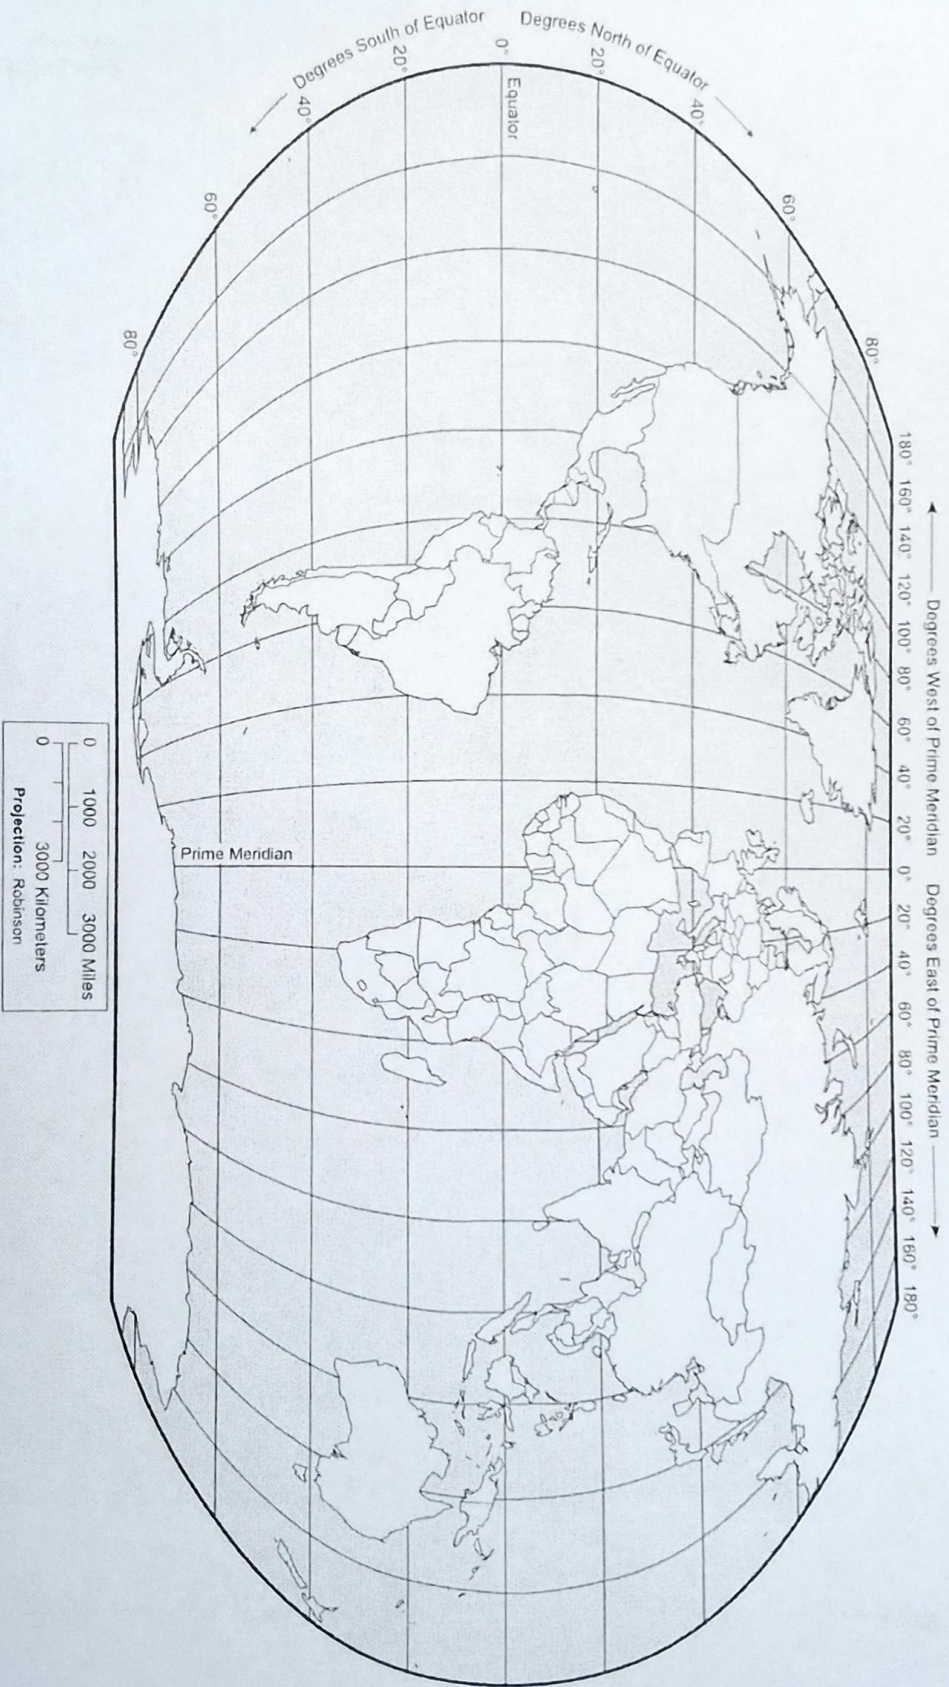 Degrees West of Prime Meridian    Degrees East of Prime Meridian
180° 160° 140° 120° 100° 80° 60° 40° 20° 0° 20° 40° 60° 80° 100° 120° 140° 160° 180°
80°
60°
Degrees North of Equator
40°
20°
0°
Equator
20°
Degrees South of Equator
40°
60°
80°
Prime Meridian
0 1000 2000 3000 Miles
0 3000 Kilometers
Projection: Robinson